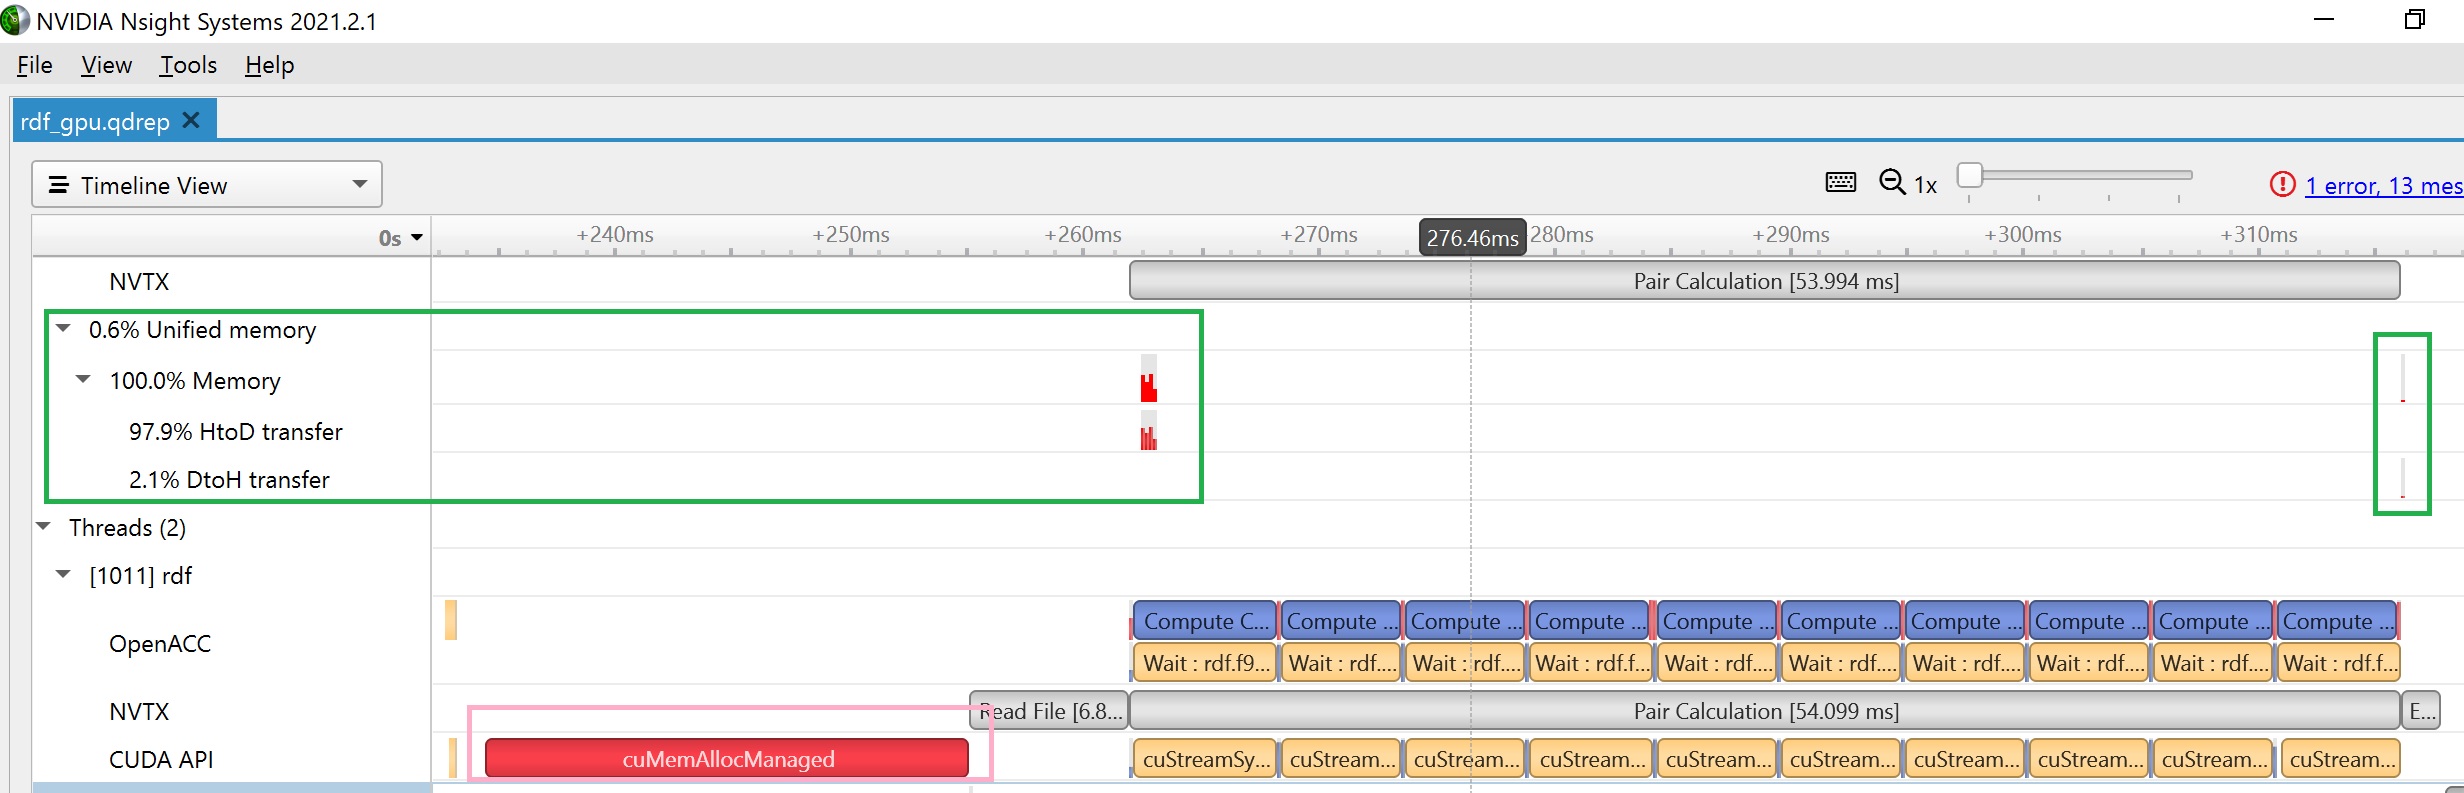 NVIDIA Nsight Systems 2021.2.1
File View Tools Help
rdf_gpu.qdrep
Timeline View
1x
1 error, 13 mes
0s +240ms +250ms +260ms +270ms 276.46ms 280ms +290ms +300ms +310ms
NVTX Pair Calculation [53.994 ms]
0.6% Unified memory
100.0% Memory
97.9% HtoD transfer
2.1% DtoH transfer
Threads (2)
[1011] rdf
OpenACC
Compute C... Compute ... Compute ... Compute ... Compute ... Compute ... Compute ... Compute ... Compute ... Compute ...
Wait : rdf.f9... Wait : rdf.... Wait : rdf.... Wait : rdf.f... Wait : rdf.... Wait : rdf.... Wait : rdf.... Wait : rdf.... Wait : rdf.... Wait : rdf.f...
NVTX Read File [6.8... Pair Calculation [54.099 ms] E...
CUDA API cuMemAllocManaged cuStreamSy... cuStream... cuStream... cuStream... cuStream... cuStream... cuStream... cuStream... cuStream... cuStream...